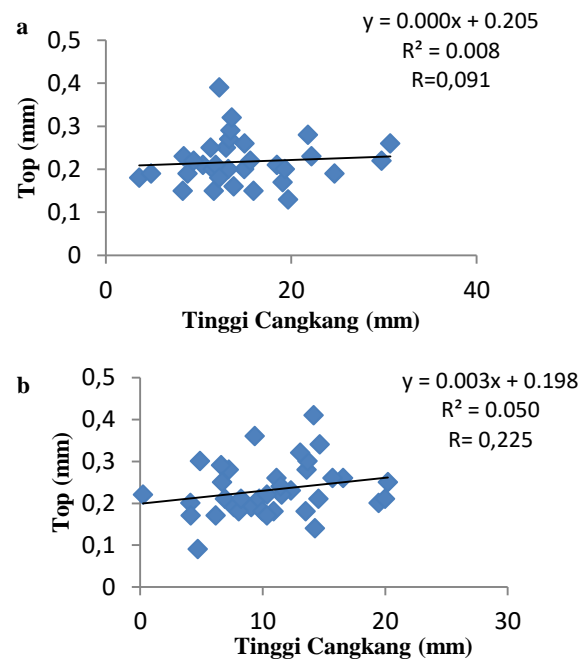 a
y = 0.000x + 0.205
R² = 0.008
R=0,091
0,5
0,4
0,3
0,2
0,1
0
Top (mm)
0
20
40
Tinggi Cangkang (mm)
b
y = 0.003x + 0.198
R² = 0.050
R= 0,225
0,5
0,4
0,3
0,2
0,1
0
Top (mm)
0
10
20
30
Tinggi Cangkang (mm)